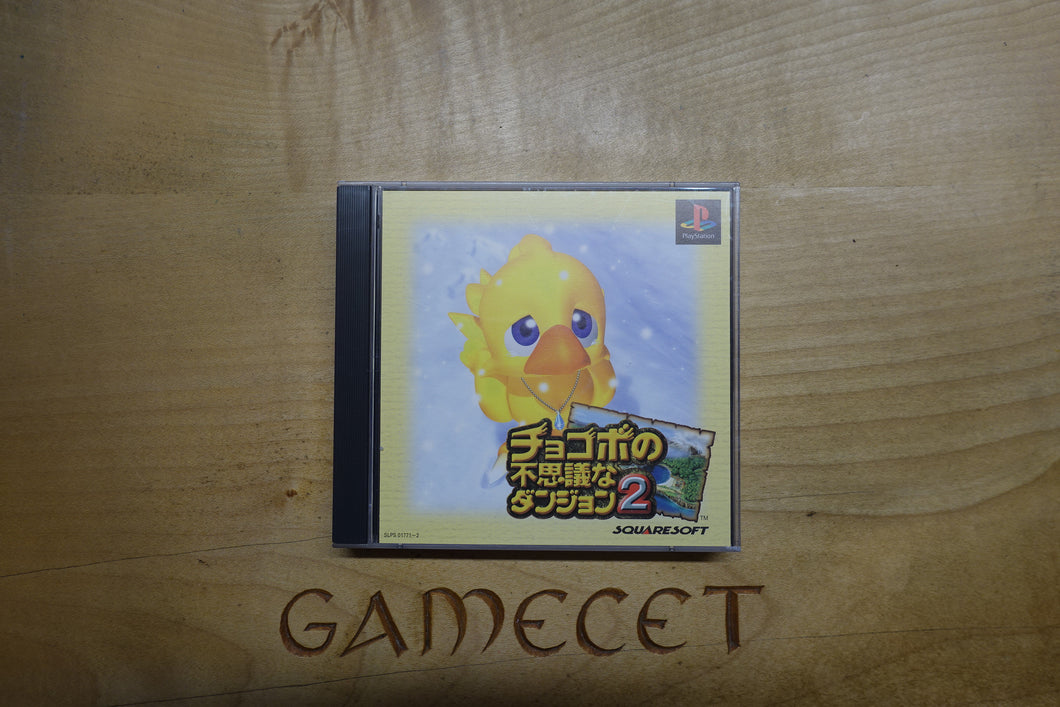 PlayStation
チョコボの
不思議な
ダンジョン2
TM
SQUARESOFT
SLPS 01771~2
GAMECET